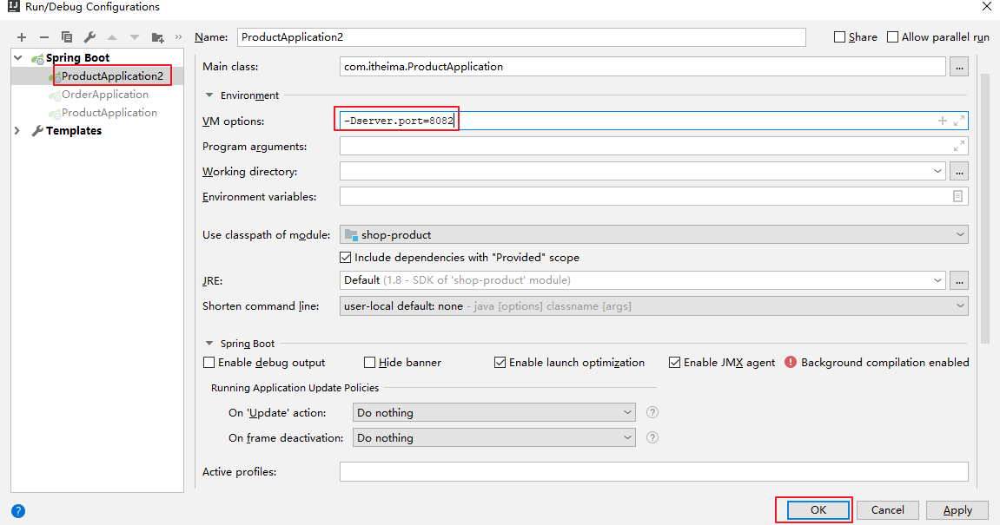 Run/Debug Configurations
Name: ProductApplication2 Share Allow parallel run
Spring Boot
ProductApplication2
OrderApplication
ProductApplication
Templates
Main class: com.itheima.ProductApplication ...
Environment
VM options: -Dserver.port=8082
Program arguments:
Working directory: ...
Environment variables:
Use classpath of module: shop-product
Include dependencies with "Provided" scope
JRE: Default (1.8 - SDK of 'shop-product' module) ...
Shorten command line: user-local default: none - java [options] classname [args]
Spring Boot
Enable debug output Hide banner Enable launch optimization Enable JMX agent Background compilation enabled
Running Application Update Policies
On 'Update' action: Do nothing ?
On frame deactivation: Do nothing ?
Active profiles:
? OK Cancel Apply